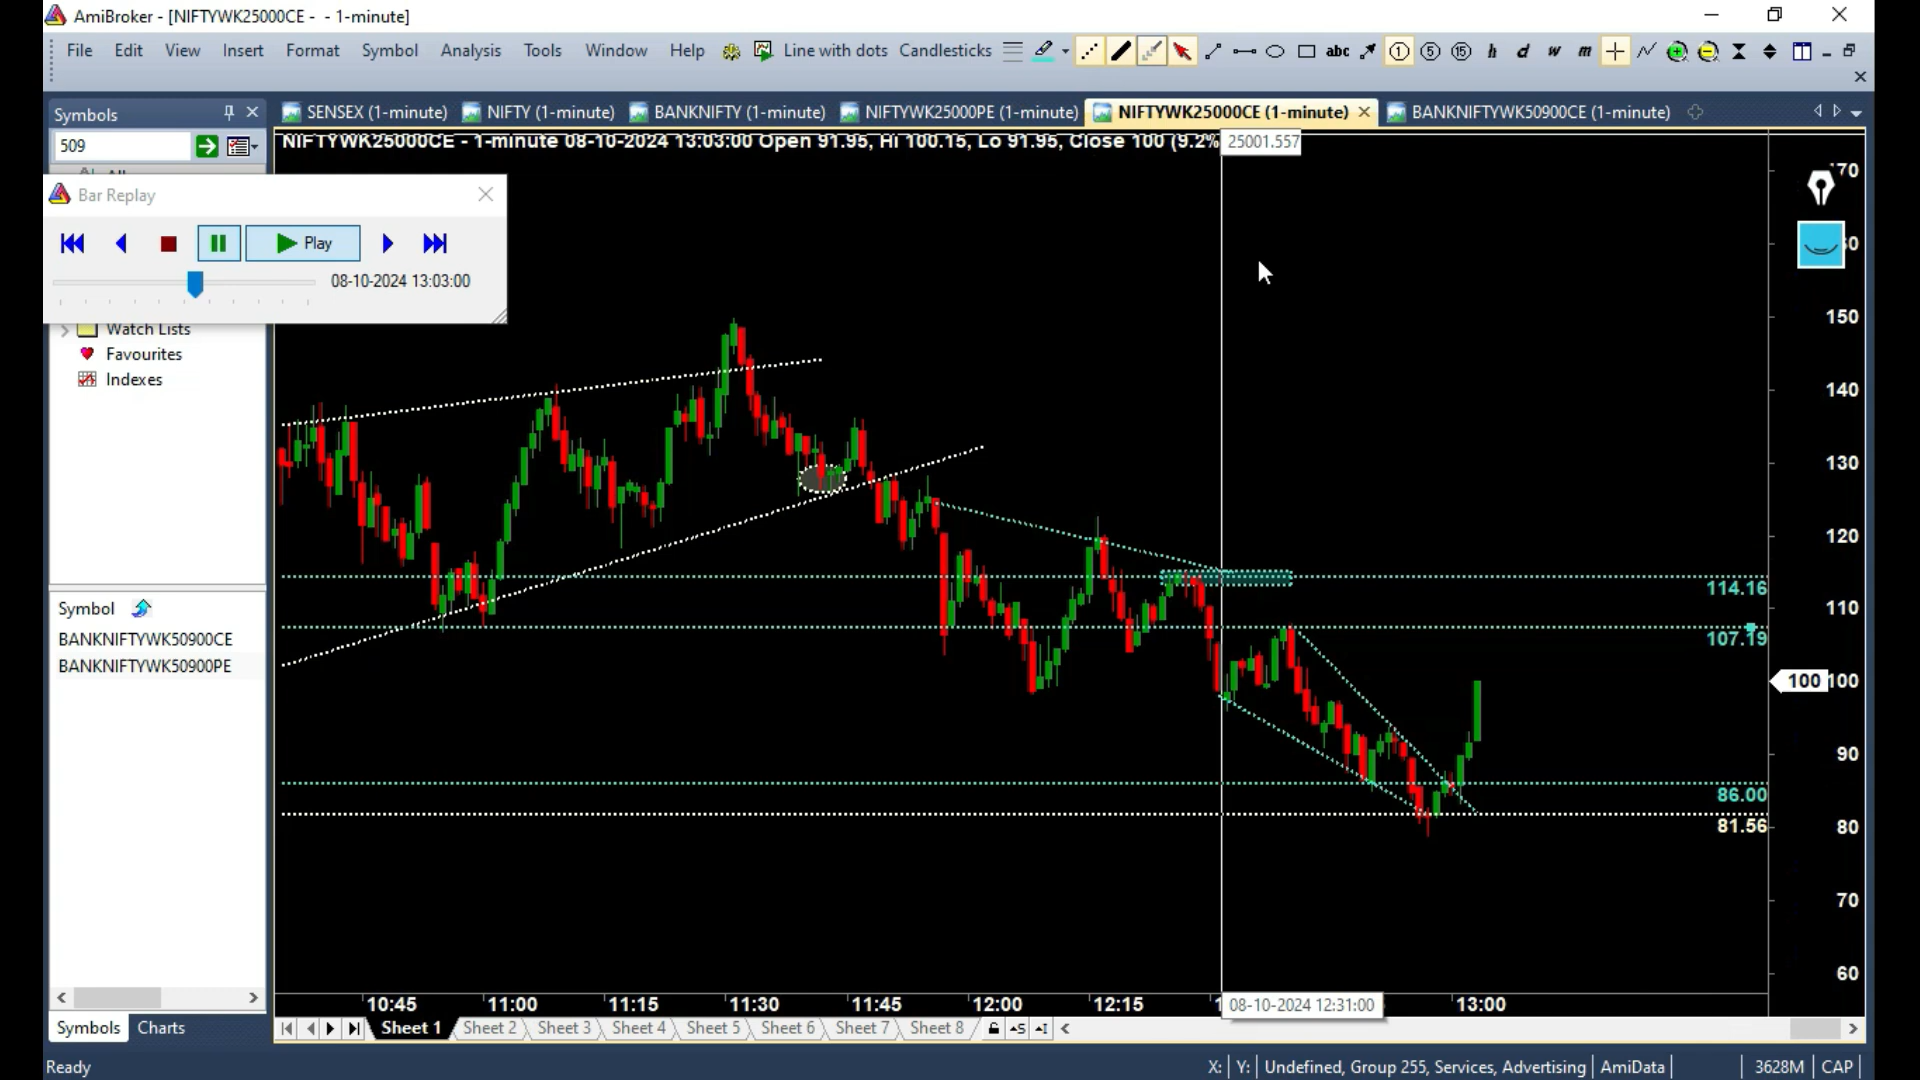 AmiBroker - [NIFTYWK25000CE - - 1-minute]
File Edit View Insert Format Symbol Analysis Tools Window Help Line with dots Candlesticks abc 1 5 15 h d w m
Symbols SENSEX (1-minute) NIFTY (1-minute) BANKNIFTY (1-minute) NIFTYWK25000PE (1-minute) NIFTYWK25000CE (1-minute) BANKNIFTYWK50900CE (1-minute)
509
NIFTYWK25000CE - 1-minute 08-10-2024 13:03:00 Open 91.95, Hi 100.15, Lo 91.95, Close 100 (9.2%
25001.557
Bar Replay
Play
08-10-2024 13:03:00
Watch Lists
Favourites
Indexes
Symbol
BANKNIFTYWK50900CE
BANKNIFTYWK50900PE
150
140
130
120
114.16
110
107.19
100 100
90
86.00
81.56
80
70
60
10:45 11:00 11:15 11:30 11:45 12:00 12:15 08-10-2024 12:31:00 13:00
Symbols Charts
Sheet 1 Sheet 2 Sheet 3 Sheet 4 Sheet 5 Sheet 6 Sheet 7 Sheet 8
Ready X: Y: Undefined, Group 255, Services, Advertising AmiData 3628M CAP